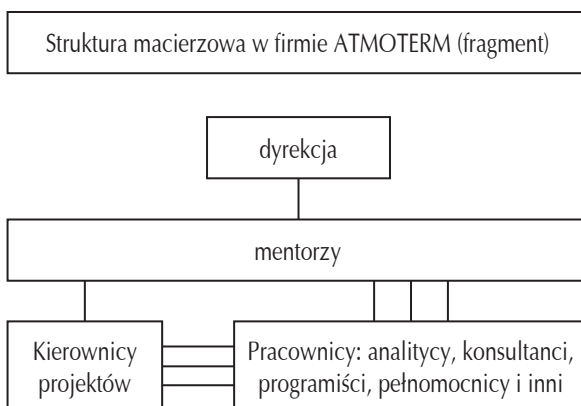 Struktura macierzowa w firmie ATMOTERM (fragment)
dyrekcja
mentorzy
Kierownicy
projektów
Pracownicy: analitycy, konsultanci,
programiści, pełnomocnicy i inni